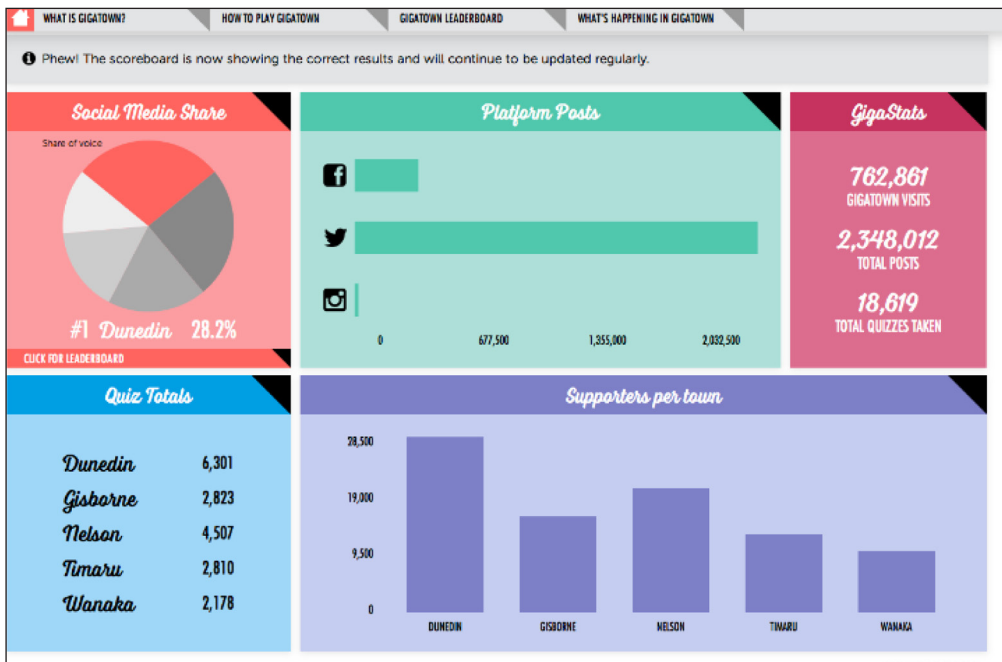 WHAT IS GIGATOWN?
HOW TO PLAY GIGATOWN
GIGATOWN LEADERBOARD
WHAT'S HAPPENING IN GIGATOWN
Phew! The scoreboard is now showing the correct results and will continue to be updated regularly.
Social Media Share
Share of voice
#1 Dunedin 28.2%
CLICK FOR LEADERBOARD
Platform Posts
0 677,500 1,355,000 2,032,500
GigaStats
762,861
GIGATOWN VISITS
2,348,012
TOTAL POSTS
18,619
TOTAL QUIZZES TAKEN
Quiz Totals
Dunedin 6,301
Gisborne 2,823
Nelson 4,507
Timaru 2,810
Wanaka 2,178
Supporters per town
28,500
19,000
9,500
0
DUNEDIN GISBORNE NELSON TIMARU WANAKA